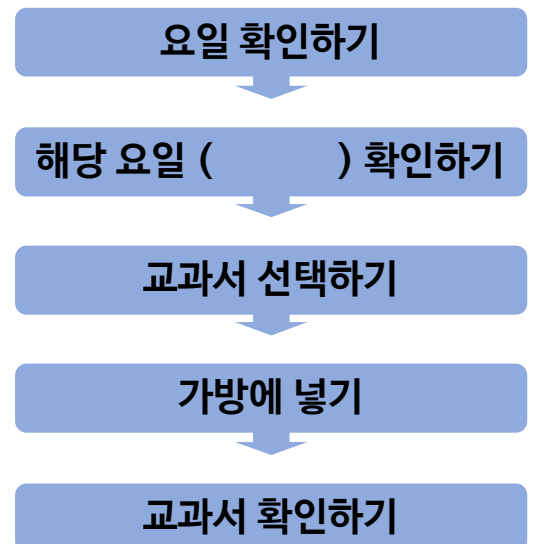 요일 확인하기
해당 요일 (          ) 확인하기
교과서 선택하기
가방에 넣기
교과서 확인하기